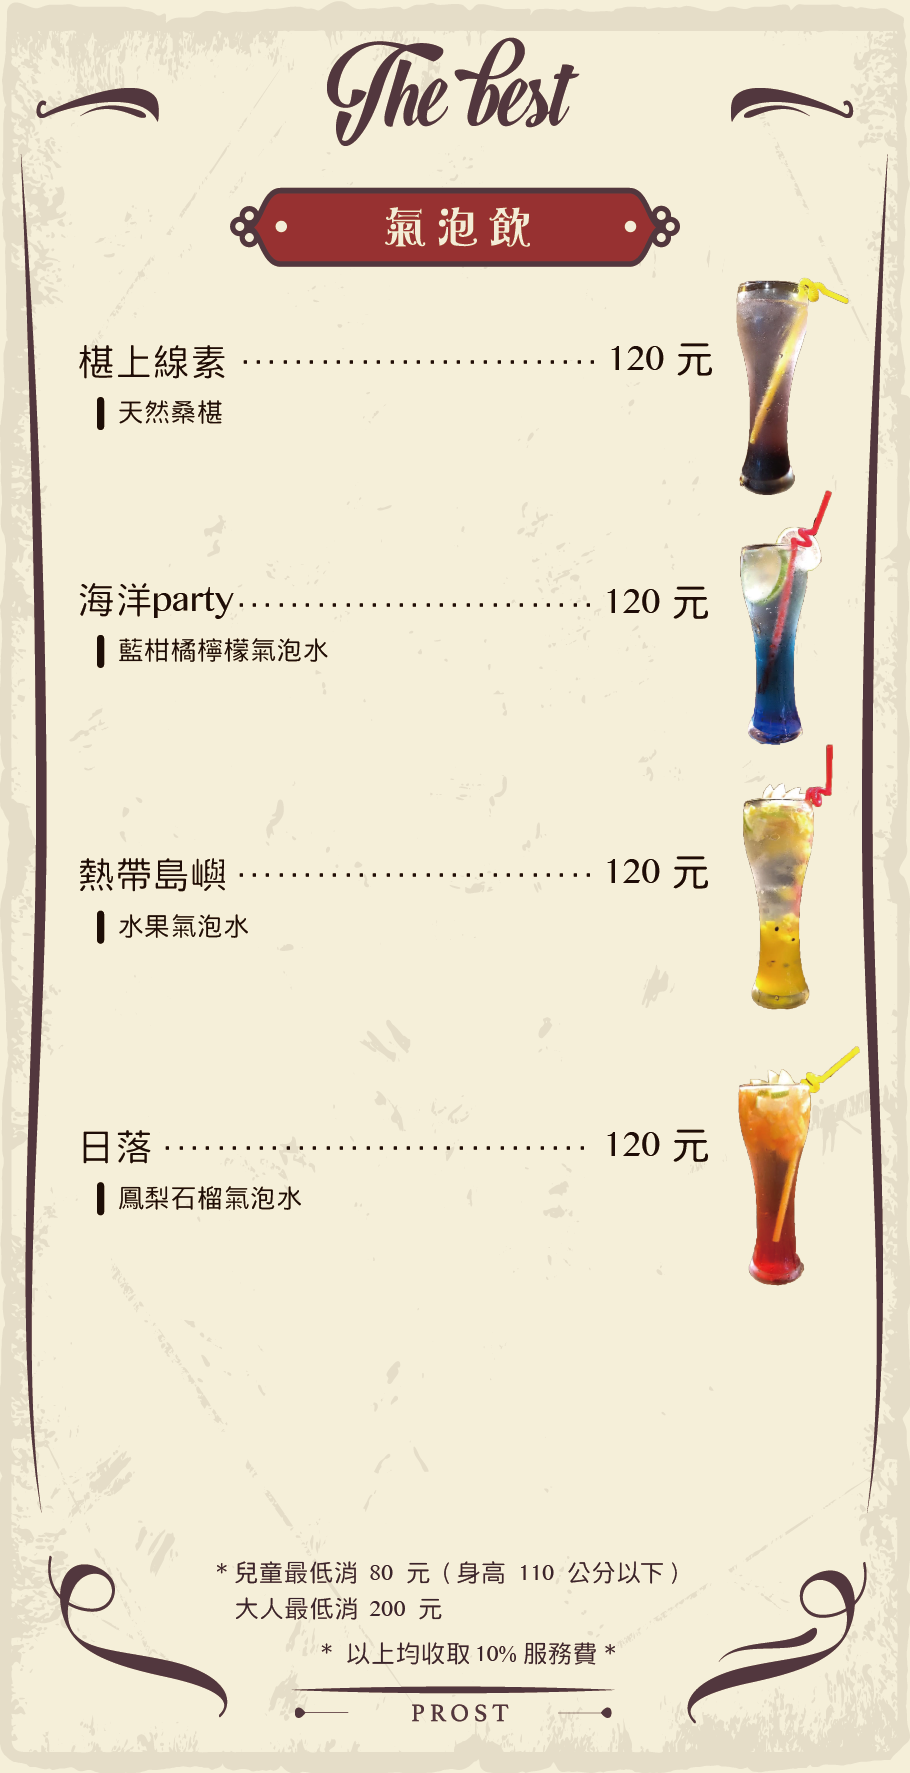 The best
氣泡飲
椹上線素 ........................... 120 元
天然桑椹
海洋party........................... 120 元
藍柑橘檸檬氣泡水
熱帶島嶼 ........................... 120 元
水果氣泡水
日落 ................................. 120 元
鳳梨石榴氣泡水
*兒童最低消 80 元（身高 110 公分以下）
大人最低消 200 元
* 以上均收取10% 服務費 *
PROST